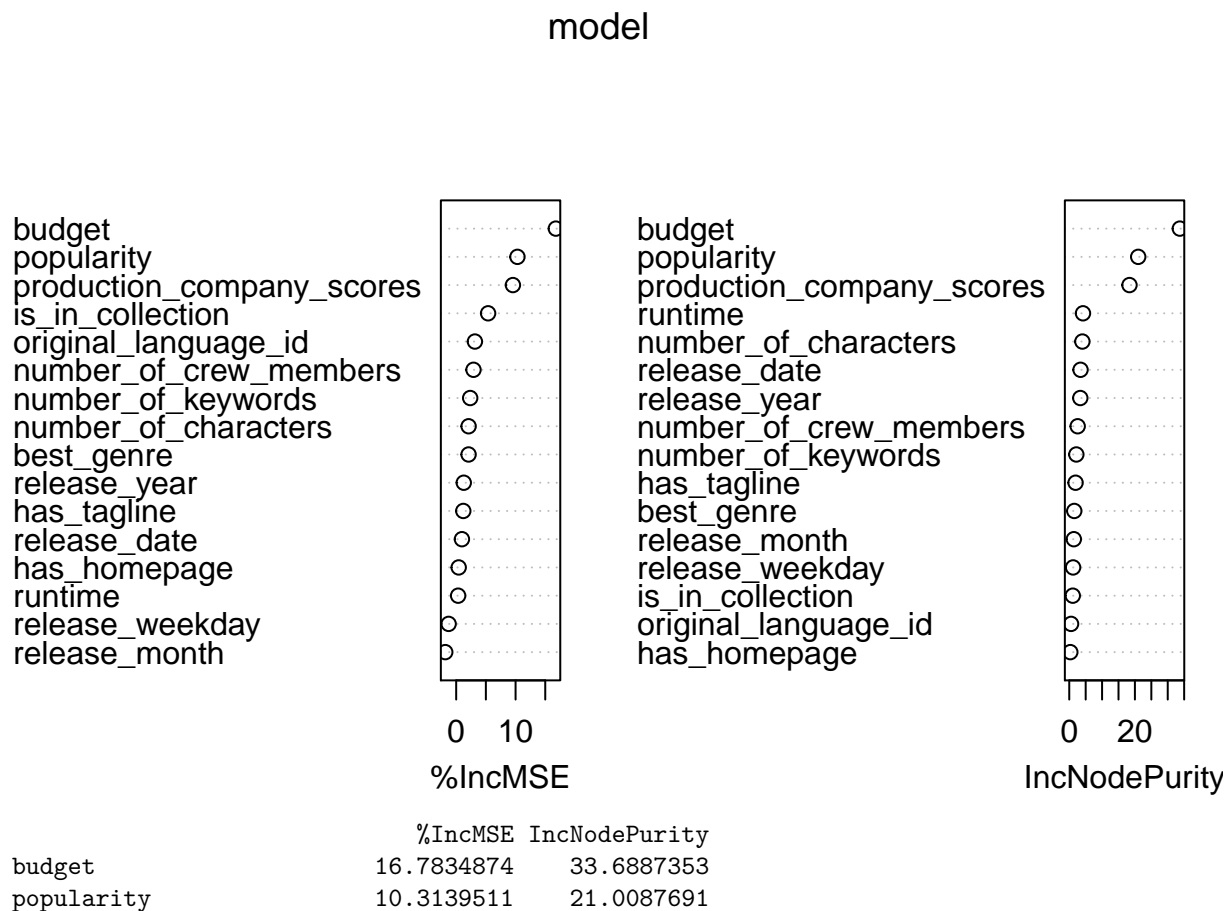 model
budget
popularity
production_company_scores
is_in_collection
original_language_id
number_of_crew_members
number_of_keywords
number_of_characters
best_genre
release_year
has_tagline
release_date
has_homepage
runtime
release_weekday
release_month
0 10
%IncMSE
budget
popularity
production_company_scores
runtime
number_of_characters
release_date
release_year
number_of_crew_members
number_of_keywords
has_tagline
best_genre
release_month
release_weekday
is_in_collection
original_language_id
has_homepage
0 20
IncNodePurity
%IncMSE IncNodePurity
budget 16.7834874 33.6887353
popularity 10.3139511 21.0087691